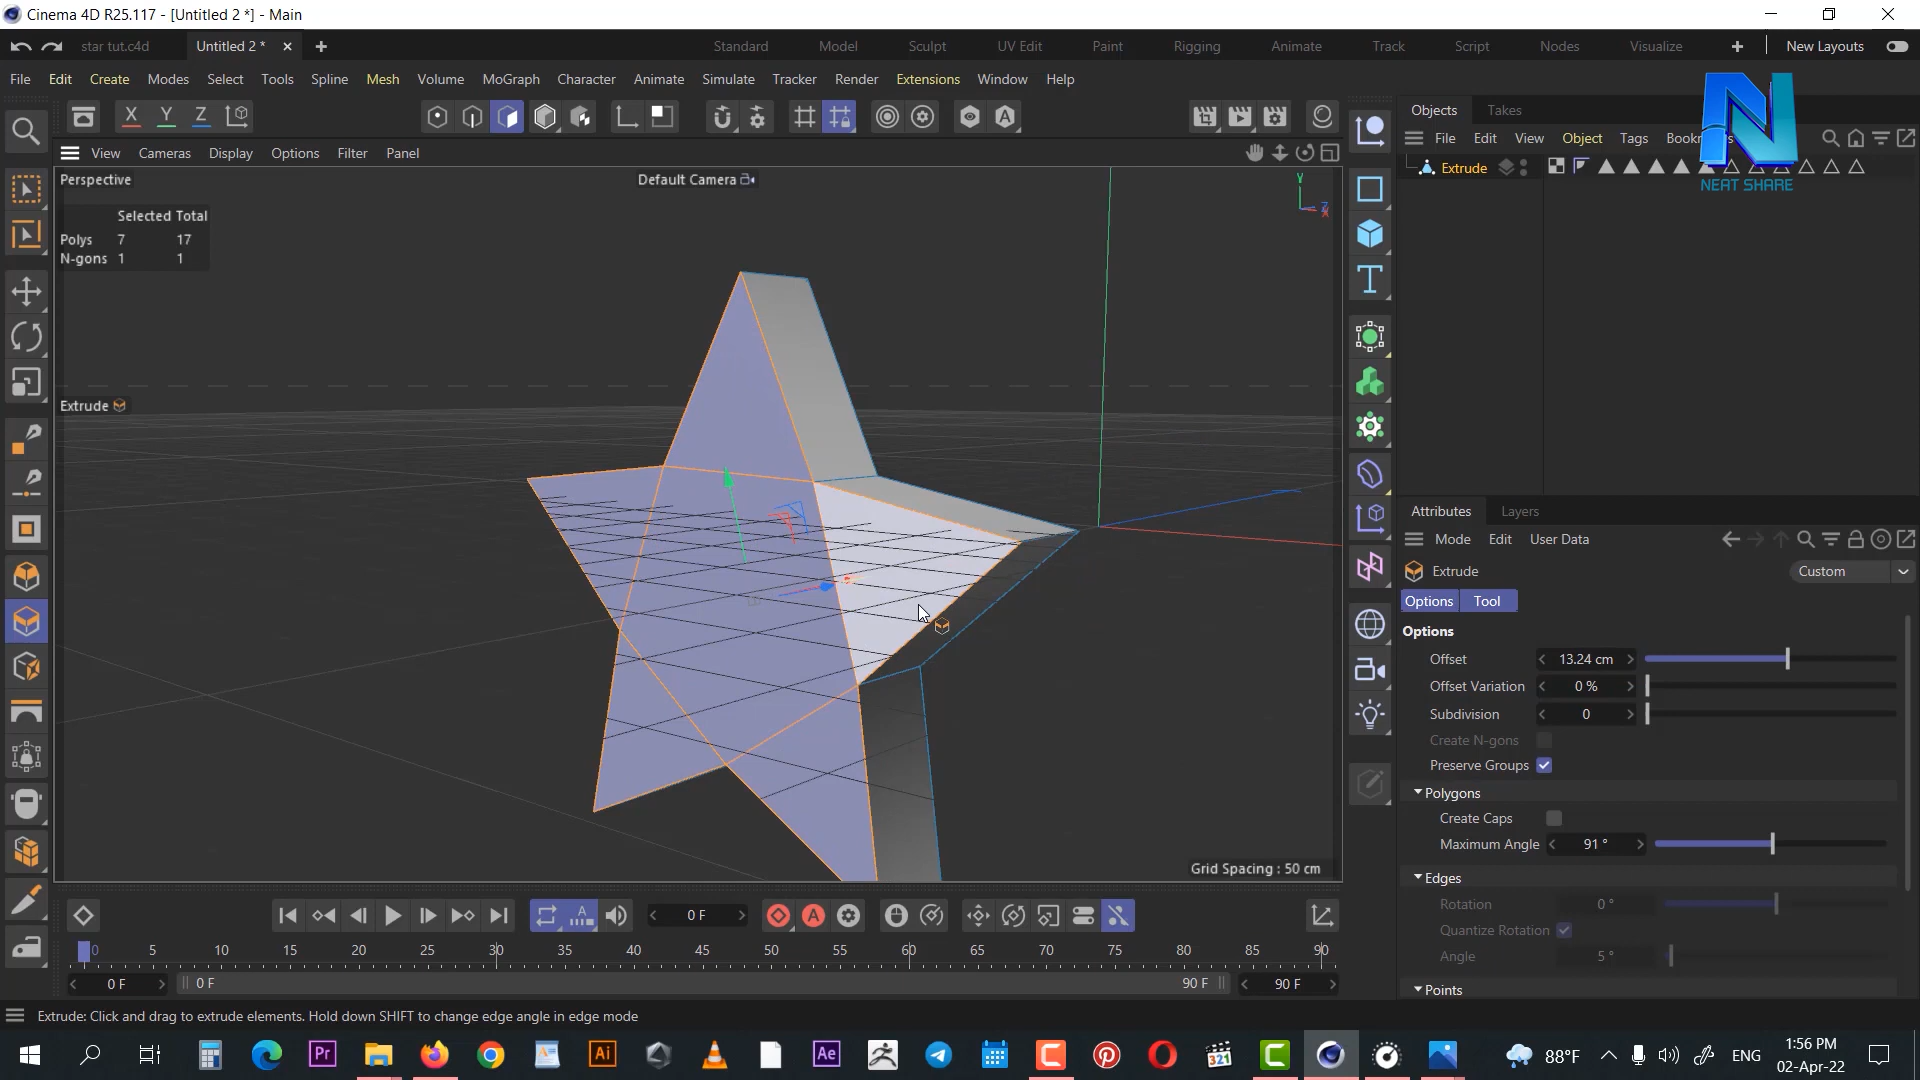 Cinema 4D R25.117 - [Untitled 2 *] - Main
star tut.c4d Untitled 2 * Standard Model Sculpt UV Edit Paint Rigging Animate Track Script Nodes Visualize New Layouts
File Edit Create Modes Select Tools Spline Mesh Volume MoGraph Character Animate Simulate Tracker Render Extensions Window Help
X Y Z
Objects Takes
File Edit View Object Tags
NEAT SHARE
Extrude
View Cameras Display Options Filter Panel
Perspective Default Camera
Y
Z
X
Selected Total
Polys 7 17
N-gons 1 1
Extrude
Grid Spacing : 50 cm
Attributes Layers
Mode Edit User Data
Extrude Custom
Options Tool
Options
Offset 13.24 cm
Offset Variation 0 %
Subdivision 0
Create N-gons
Preserve Groups
Polygons
Create Caps
Maximum Angle 91 °
Edges
Rotation 0 °
Quantize Rotation
Angle 5 °
Points
0 F
0 5 10 15 20 25 30 35 40 45 50 55 60 65 70 75 80 85 90
0 F 0 F 90 F 90 F
Extrude: Click and drag to extrude elements. Hold down SHIFT to change edge angle in edge mode
Pr Ai Ae 321 88°F ENG 1:56 PM
02-Apr-22